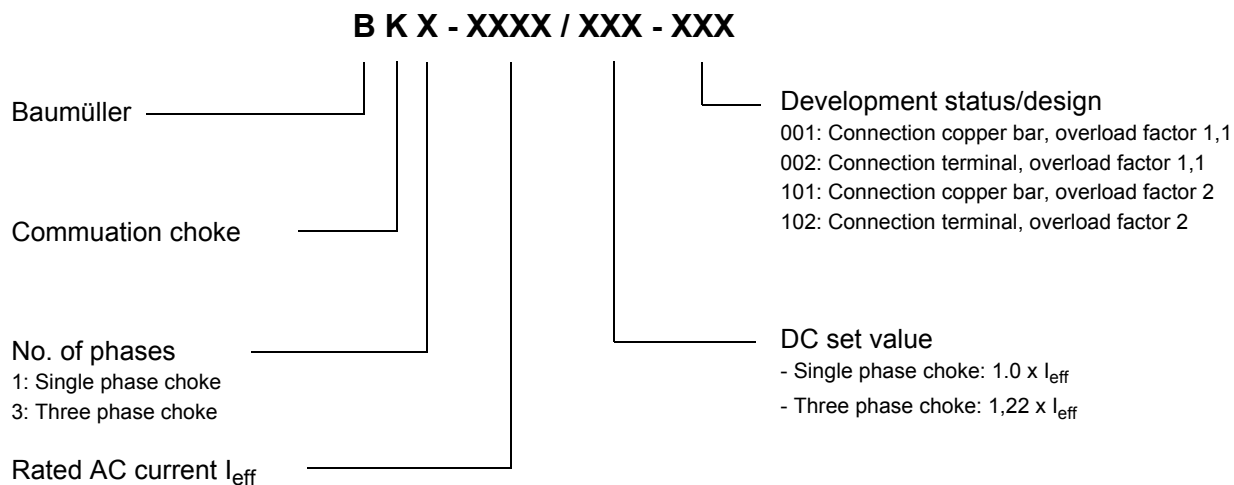 B K X - XXXX / XXX - XXX
Baumüller
Commuation choke
No. of phases
1: Single phase choke
3: Three phase choke
Rated AC current Ieff
Development status/design
001: Connection copper bar, overload factor 1,1
002: Connection terminal, overload factor 1,1
101: Connection copper bar, overload factor 2
102: Connection terminal, overload factor 2
DC set value
- Single phase choke: 1.0 x Ieff
- Three phase choke: 1,22 x Ieff